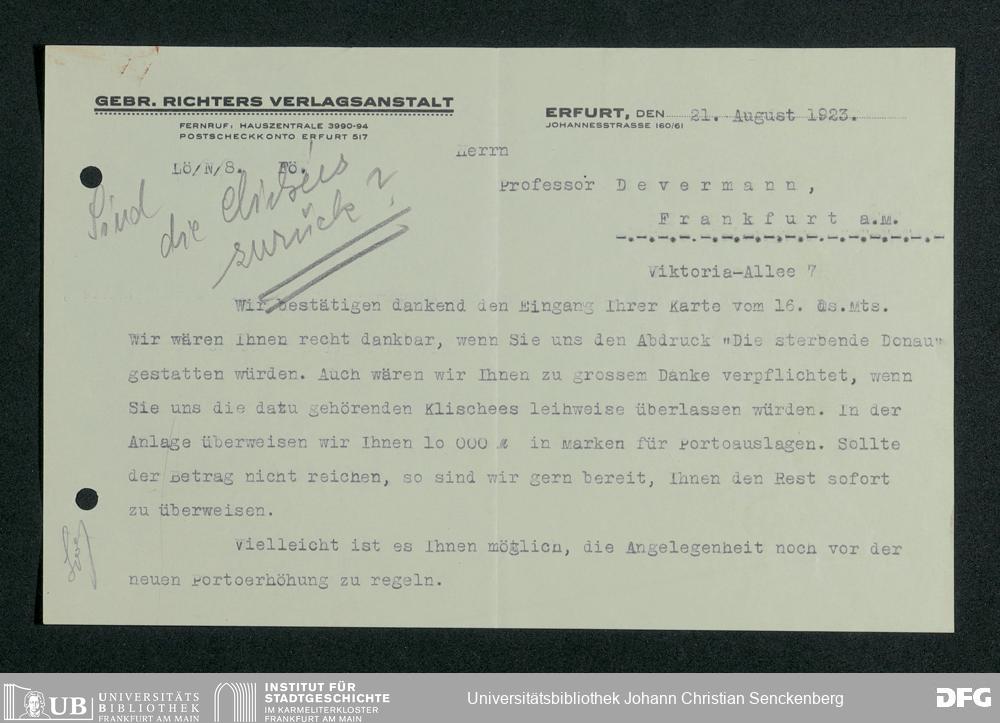 GEBR. RICHTERS VERLAGSANSTALT
FERNRUF: HAUSZENTRALE 3990-94
POSTSCHECKKONTO ERFURT 517
ERFURT, DEN 21. August 1923.
JOHANNESSTRASSE 160/61
Lö/N/8. Fö.
Sind
die Clichées
zurück?
Herrn
Professor Devermann,
Frankfurt a.M.
Viktoria-Allee 7
Wir bestätigen dankend den Eingang Ihrer Karte vom 16. ds.Mts.
Wir wären Ihnen recht dankbar, wenn Sie uns den Abdruck "Die sterbende Donau"
gestatten würden. Auch wären wir Ihnen zu grossem Danke verpflichtet, wenn
Sie uns die datu gehörenden Klischees leihweise überlassen würden. In der
Anlage überweisen wir Ihnen lo 000 M in Marken für Portoauslagen. Sollte
der Betrag nicht reichen, so sind wir gern bereit, Ihnen den Rest sofort
zu überweisen.
Vielleicht ist es Ihnen möglich, die Angelegenheit noch vor der
neuen Portoerhöhung zu regeln.
UB UNIVERSITÄTS
BIBLIOTHEK
FRANKFURT AM MAIN
INSTITUT FÜR
STADTGESCHICHTE
IM KARMELITERKLOSTER
FRANKFURT AM MAIN
Universitätsbibliothek Johann Christian Senckenberg
DFG